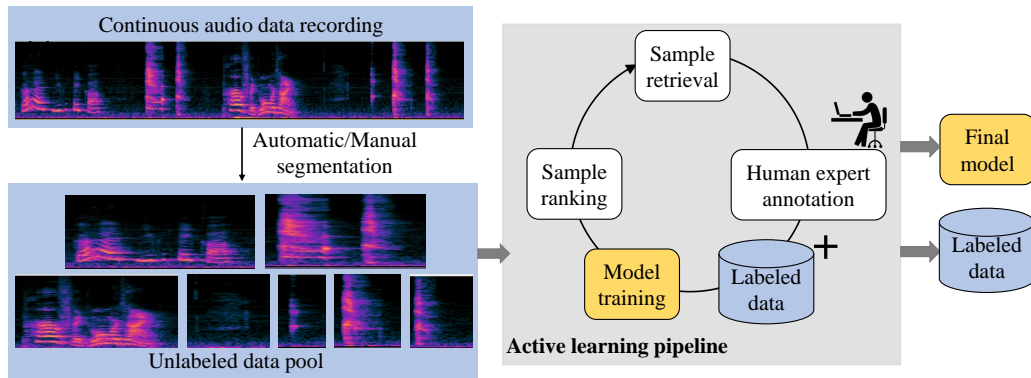 Continuous audio data recording
Automatic/Manual
segmentation
Unlabeled data pool
Sample
retrieval
Sample
ranking
Human expert
annotation
Model
training
Labeled
data
+
Active learning pipeline
Final
model
Labeled
data